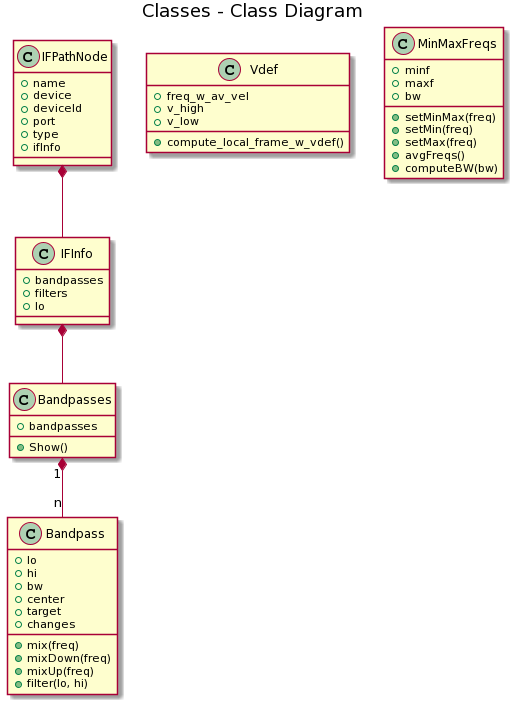 Classes - Class Diagram
C IFPathNode
name
device
deviceId
port
type
ifInfo
C Vdef
freq_w_av_vel
v_high
v_low
compute_local_frame_w_vdef()
C MinMaxFreqs
minf
maxf
bw
setMinMax(freq)
setMin(freq)
setMax(freq)
avgFreqs()
computeBW(bw)
C IFInfo
bandpasses
filters
lo
C Bandpasses
bandpasses
Show()
1
n
C Bandpass
lo
hi
bw
center
target
changes
mix(freq)
mixDown(freq)
mixUp(freq)
filter(lo, hi)